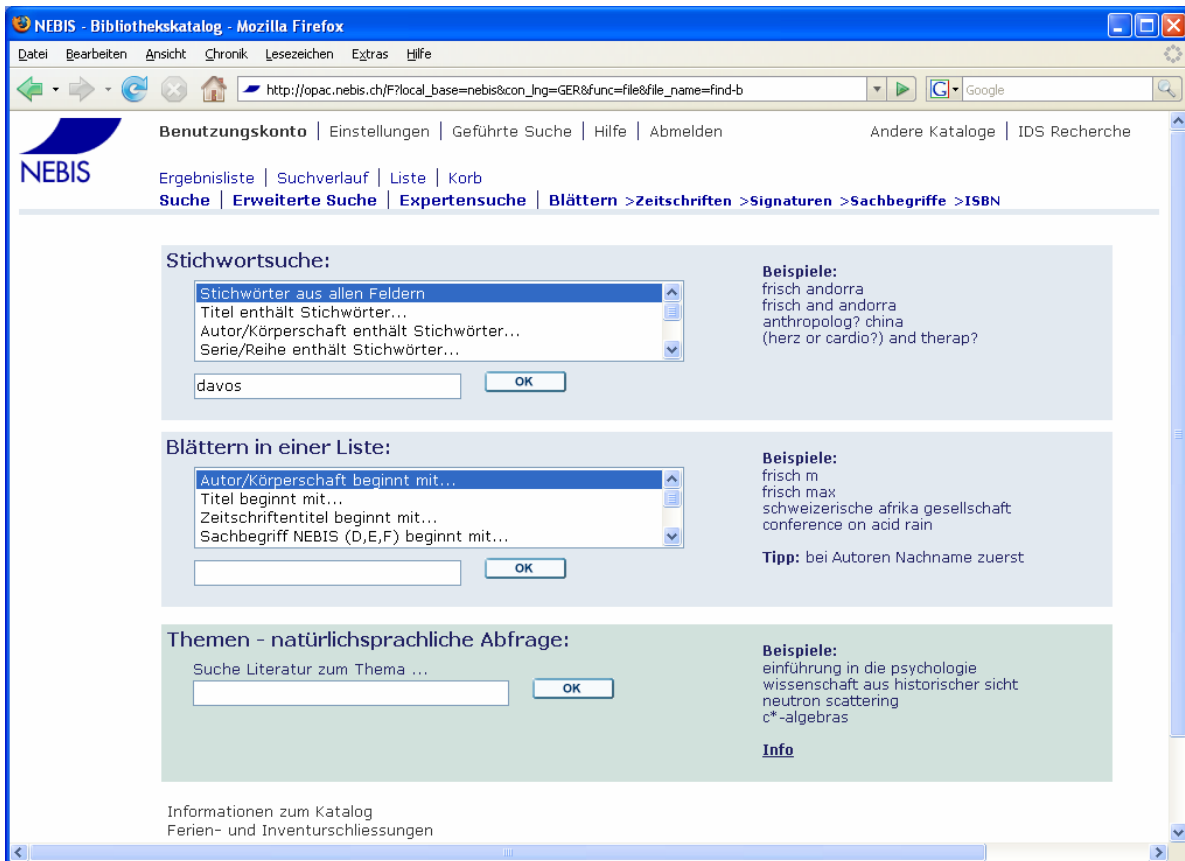 NEBIS - Bibliothekskatalog - Mozilla Firefox
Datei Bearbeiten Ansicht Chronik Lesezeichen Extras Hilfe
http://opac.nebis.ch/F?local_base=nebis&con_lng=GER&func=file&file_name=find-b
G Google
NEBIS
Benutzungskonto | Einstellungen | Geführte Suche | Hilfe | Abmelden
Andere Kataloge | IDS Recherche
Ergebnisliste | Suchverlauf | Liste | Korb
Suche | Erweiterte Suche | Expertensuche | Blättern >Zeitschriften >Signaturen >Sachbegriffe >ISBN
Stichwortsuche:
Stichwörter aus allen Feldern
Titel enthält Stichwörter...
Autor/Körperschaft enthält Stichwörter...
Serie/Reihe enthält Stichwörter...
davos
OK
Beispiele:
frisch andorra
frisch and andorra
anthropolog? china
(herz or cardio?) and therap?
Blättern in einer Liste:
Autor/Körperschaft beginnt mit...
Titel beginnt mit...
Zeitschriftentitel beginnt mit...
Sachbegriff NEBIS (D,E,F) beginnt mit...
OK
Beispiele:
frisch m
frisch max
schweizerische afrika gesellschaft
conference on acid rain
Tipp: bei Autoren Nachname zuerst
Themen - natürlichsprachliche Abfrage:
Suche Literatur zum Thema ...
OK
Beispiele:
einführung in die psychologie
wissenschaft aus historischer sicht
neutron scattering
c*-algebras
Info
Informationen zum Katalog
Ferien- und Inventurschliessungen